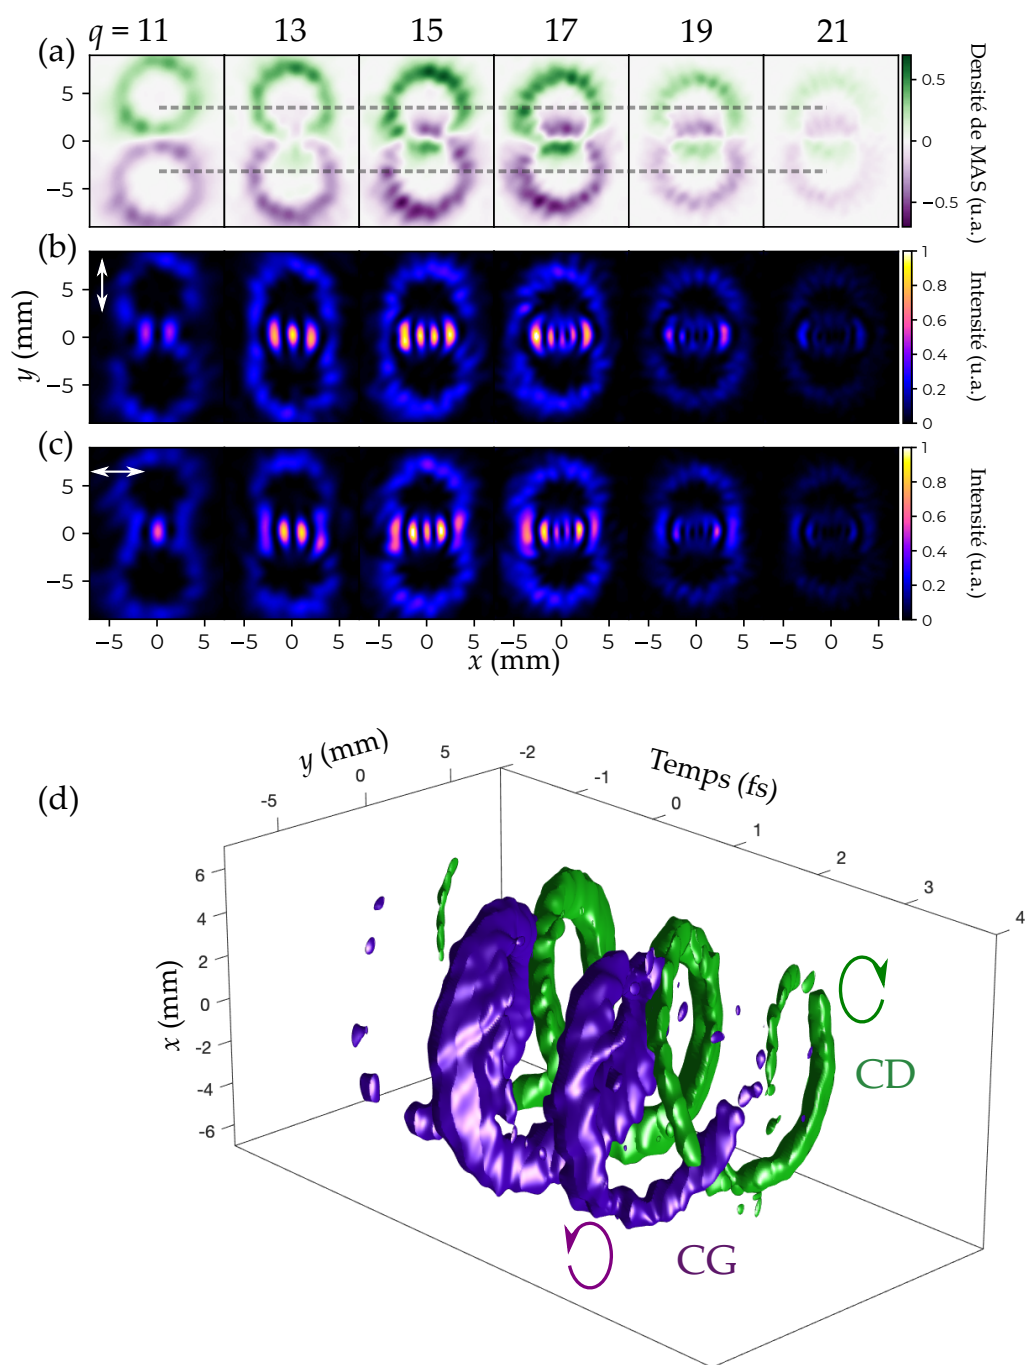 q = 11 13 15 17 19 21
(a)
5
0
−5
0.5
0
−0.5
Densité de MAS (u.a.)
(b)
5
0
−5
y (mm)
1
0.8
0.6
0.4
0.2
0
Intensité (u.a.)
(c)
5
0
−5
1
0.8
0.6
0.4
0.2
0
Intensité (u.a.)
−5 0 5 −5 0 5 −5 0 5 −5 0 5 −5 0 5 −5 0 5
x (mm)
(d)
y (mm)
-5 0 5
Temps (fs)
-2 -1 0 1 2 3 4
x (mm)
6
4
2
0
-2
-4
-6
CD
CG